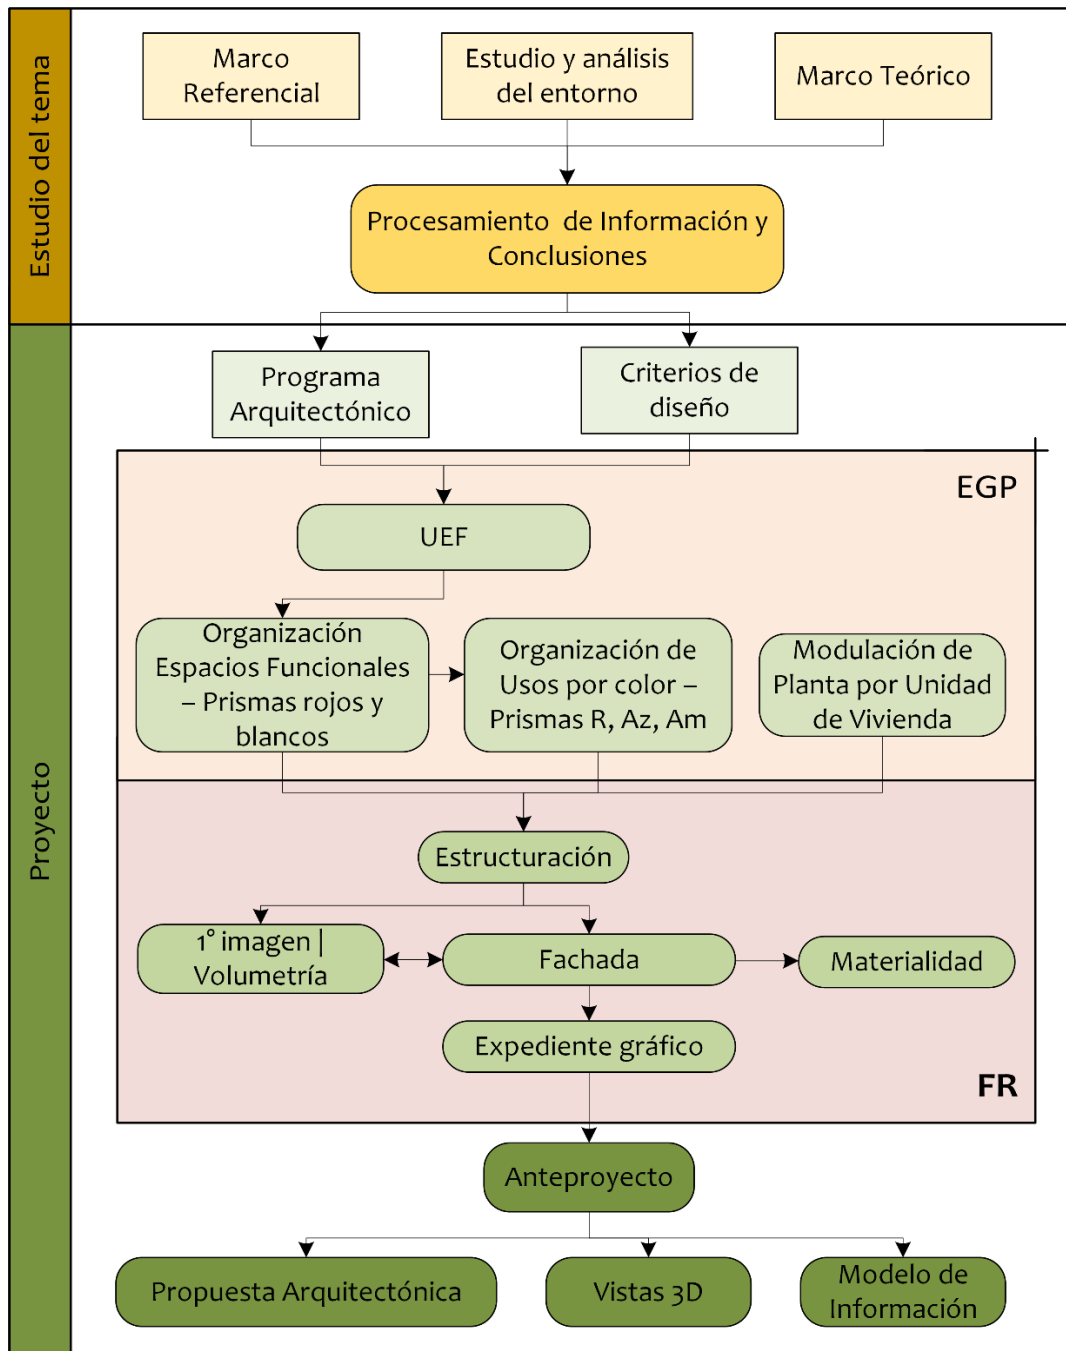 Estudio del tema
Marco
Referencial
Estudio y análisis
del entorno
Marco Teórico
Procesamiento de Información y
Conclusiones
Proyecto
Programa
Arquitectónico
Criterios de
diseño
EGP
UEF
Organización
Espacios Funcionales
– Prismas rojos y
blancos
Organización de
Usos por color –
Prismas R, Az, Am
Modulación de
Planta por Unidad
de Vivienda
Estructuración
1° imagen |
Volumetría
Fachada
Materialidad
Expediente gráfico
FR
Anteproyecto
Propuesta Arquitectónica
Vistas 3D
Modelo de
Información